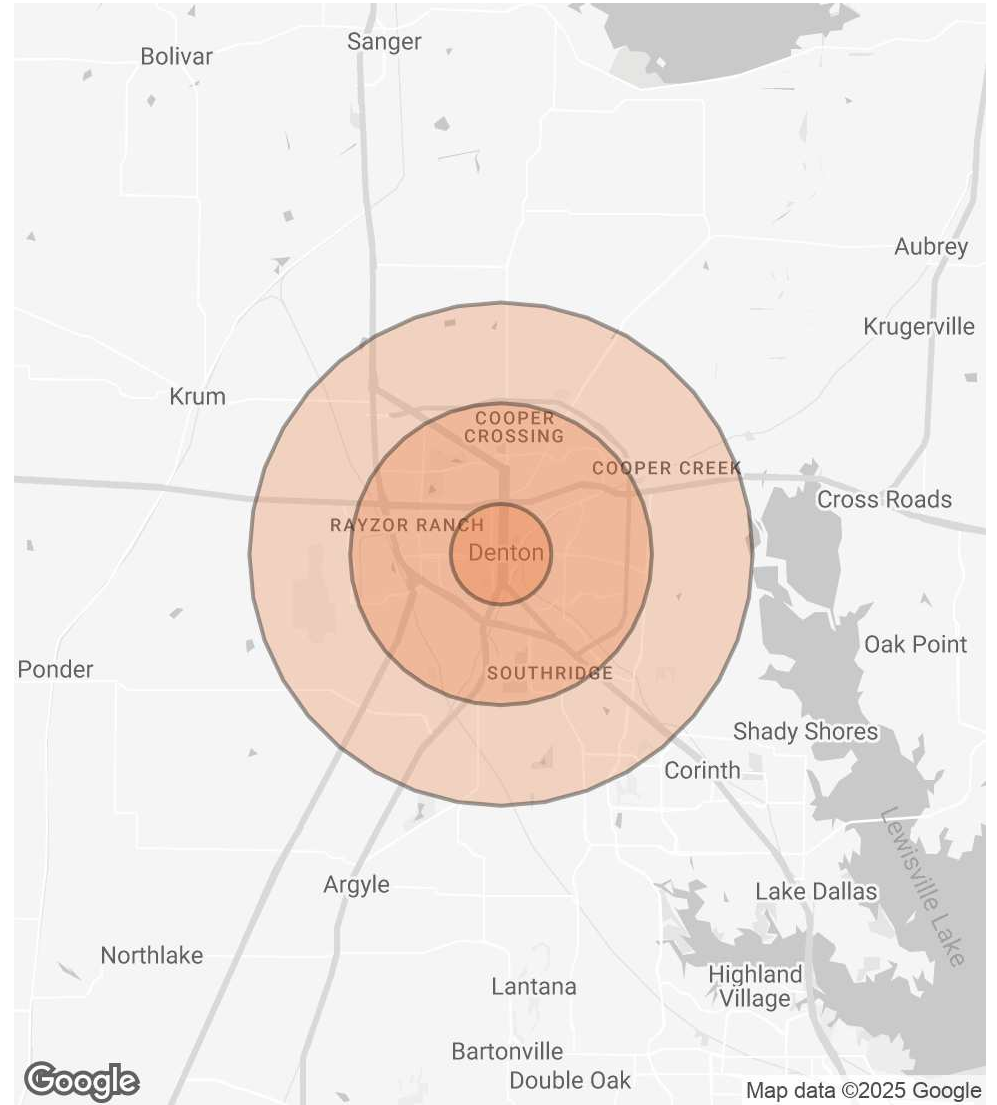 Sanger
Bolivar
Aubrey
Krugerville
Krum
COOPER
CROSSING
COOPER CREEK
Cross Roads
RAYZOR RANCH
Denton
Oak Point
Ponder
SOUTHRIDGE
Shady Shores
Corinth
Lewisville Lake
Argyle
Lake Dallas
Northlake
Highland
Village
Lantana
Bartonville
Double Oak
Google
Map data ©2025 Google